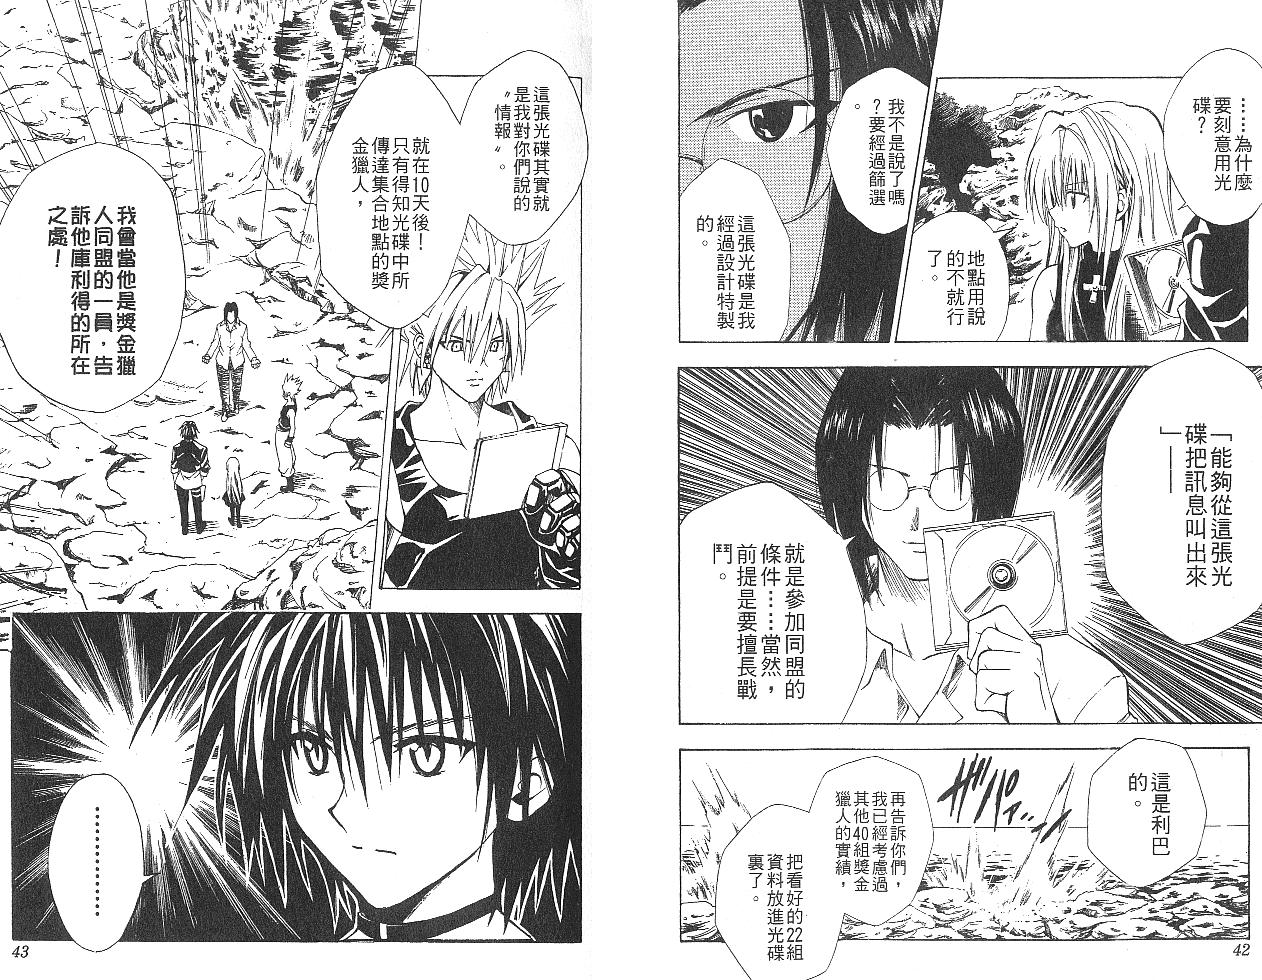 ……為什麼
要刻意用光
碟?
地點用說
的不就行
了。
我不是說了嗎
?要經過篩選
。
這張光碟是我
經過設計特製
的。
「能夠從這張光
碟把訊息叫出來
」——
就是參加同盟的
條件……當然，
前提是要擅長戰
鬥。
這是利巴
的。
再告訴你們，
我已經考慮過
其他40組獎金
獵人的實績，
把看好的22組
資料放進光碟
裏了。
42
這張光碟其實就
是我對你們說的
〝情報〞。
就在10天後！
只有得知光碟中所
傳達集合地點的獎
金獵人，
我會當他是獎金獵
人同盟的一員，告
訴他庫利得的所在
之處！
…………
43